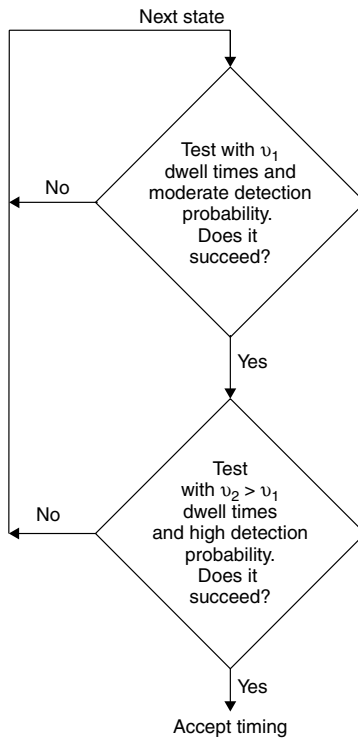 Next state
Test with υ₁
dwell times and
moderate detection
probability.
Does it
succeed?
No
Yes
Test
with υ₂ > υ₁
dwell times
and high detection
probability.
Does it
succeed?
No
Yes
Accept timing